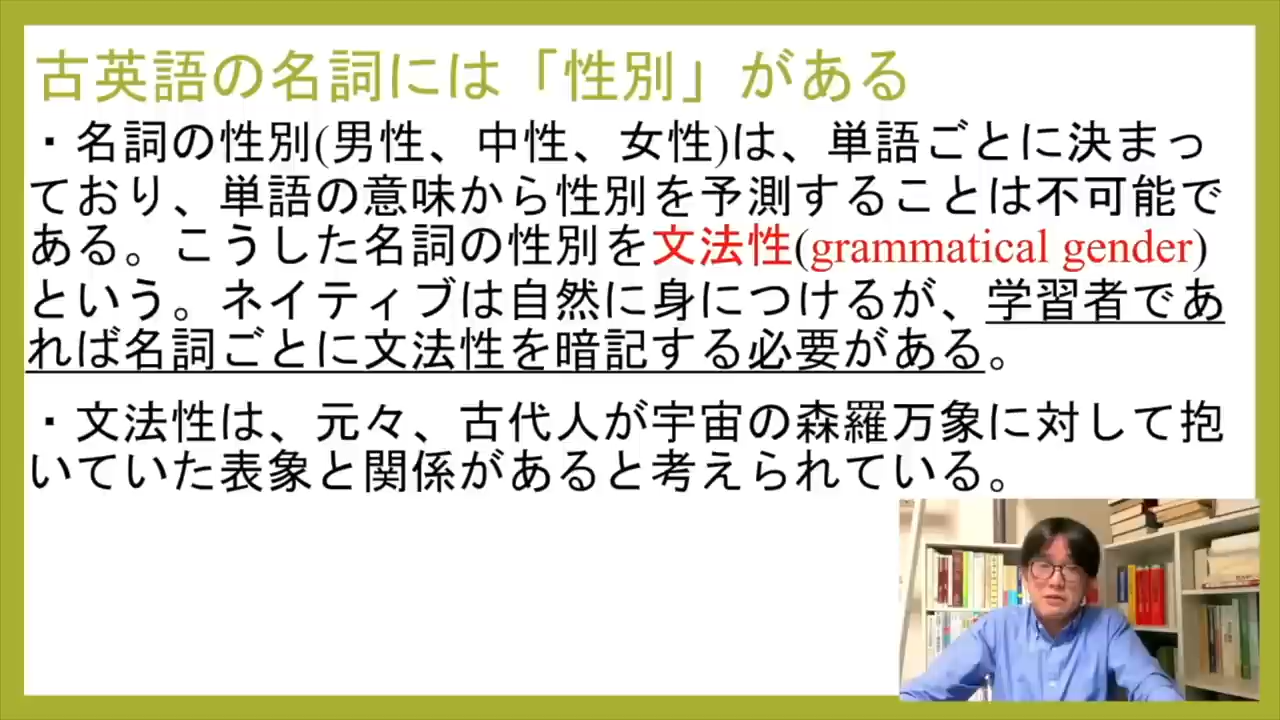 古英語の名詞には「性別」がある
・名詞の性別(男性、中性、女性)は、単語ごとに決まっ
ており、単語の意味から性別を予測することは不可能で
ある。こうした名詞の性別を文法性(grammatical gender)
という。ネイティブは自然に身につけるが、学習者であ
れば名詞ごとに文法性を暗記する必要がある。
・文法性は、元々、古代人が宇宙の森羅万象に対して抱
いていた表象と関係があると考えられている。